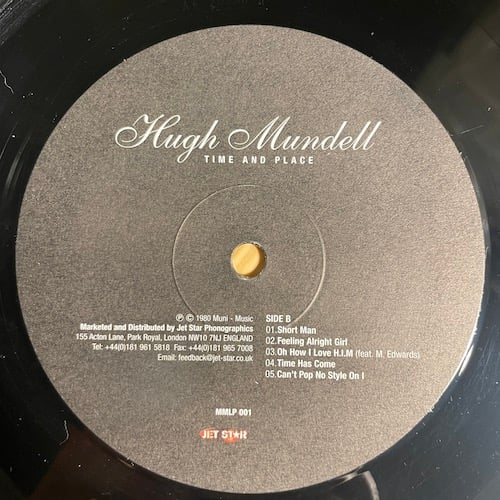 Hugh Mundell
TIME AND PLACE
℗ © 1980 Muni - Music
Marketed and Distributed by Jet Star Phonographics
155 Acton Lane, Park Royal, London NW10 7NJ ENGLAND
Tel: +44(0)181 961 5818 Fax: +44(0)181 965 7008
Email: feedback@jet-star.co.uk
SIDE B
01.Short Man
02.Feeling Alright Girl
03.Oh How I Love H.I.M (feat. M. Edwards)
04.Time Has Come
05.Can't Pop No Style On I
MMLP 001
JET ST★R